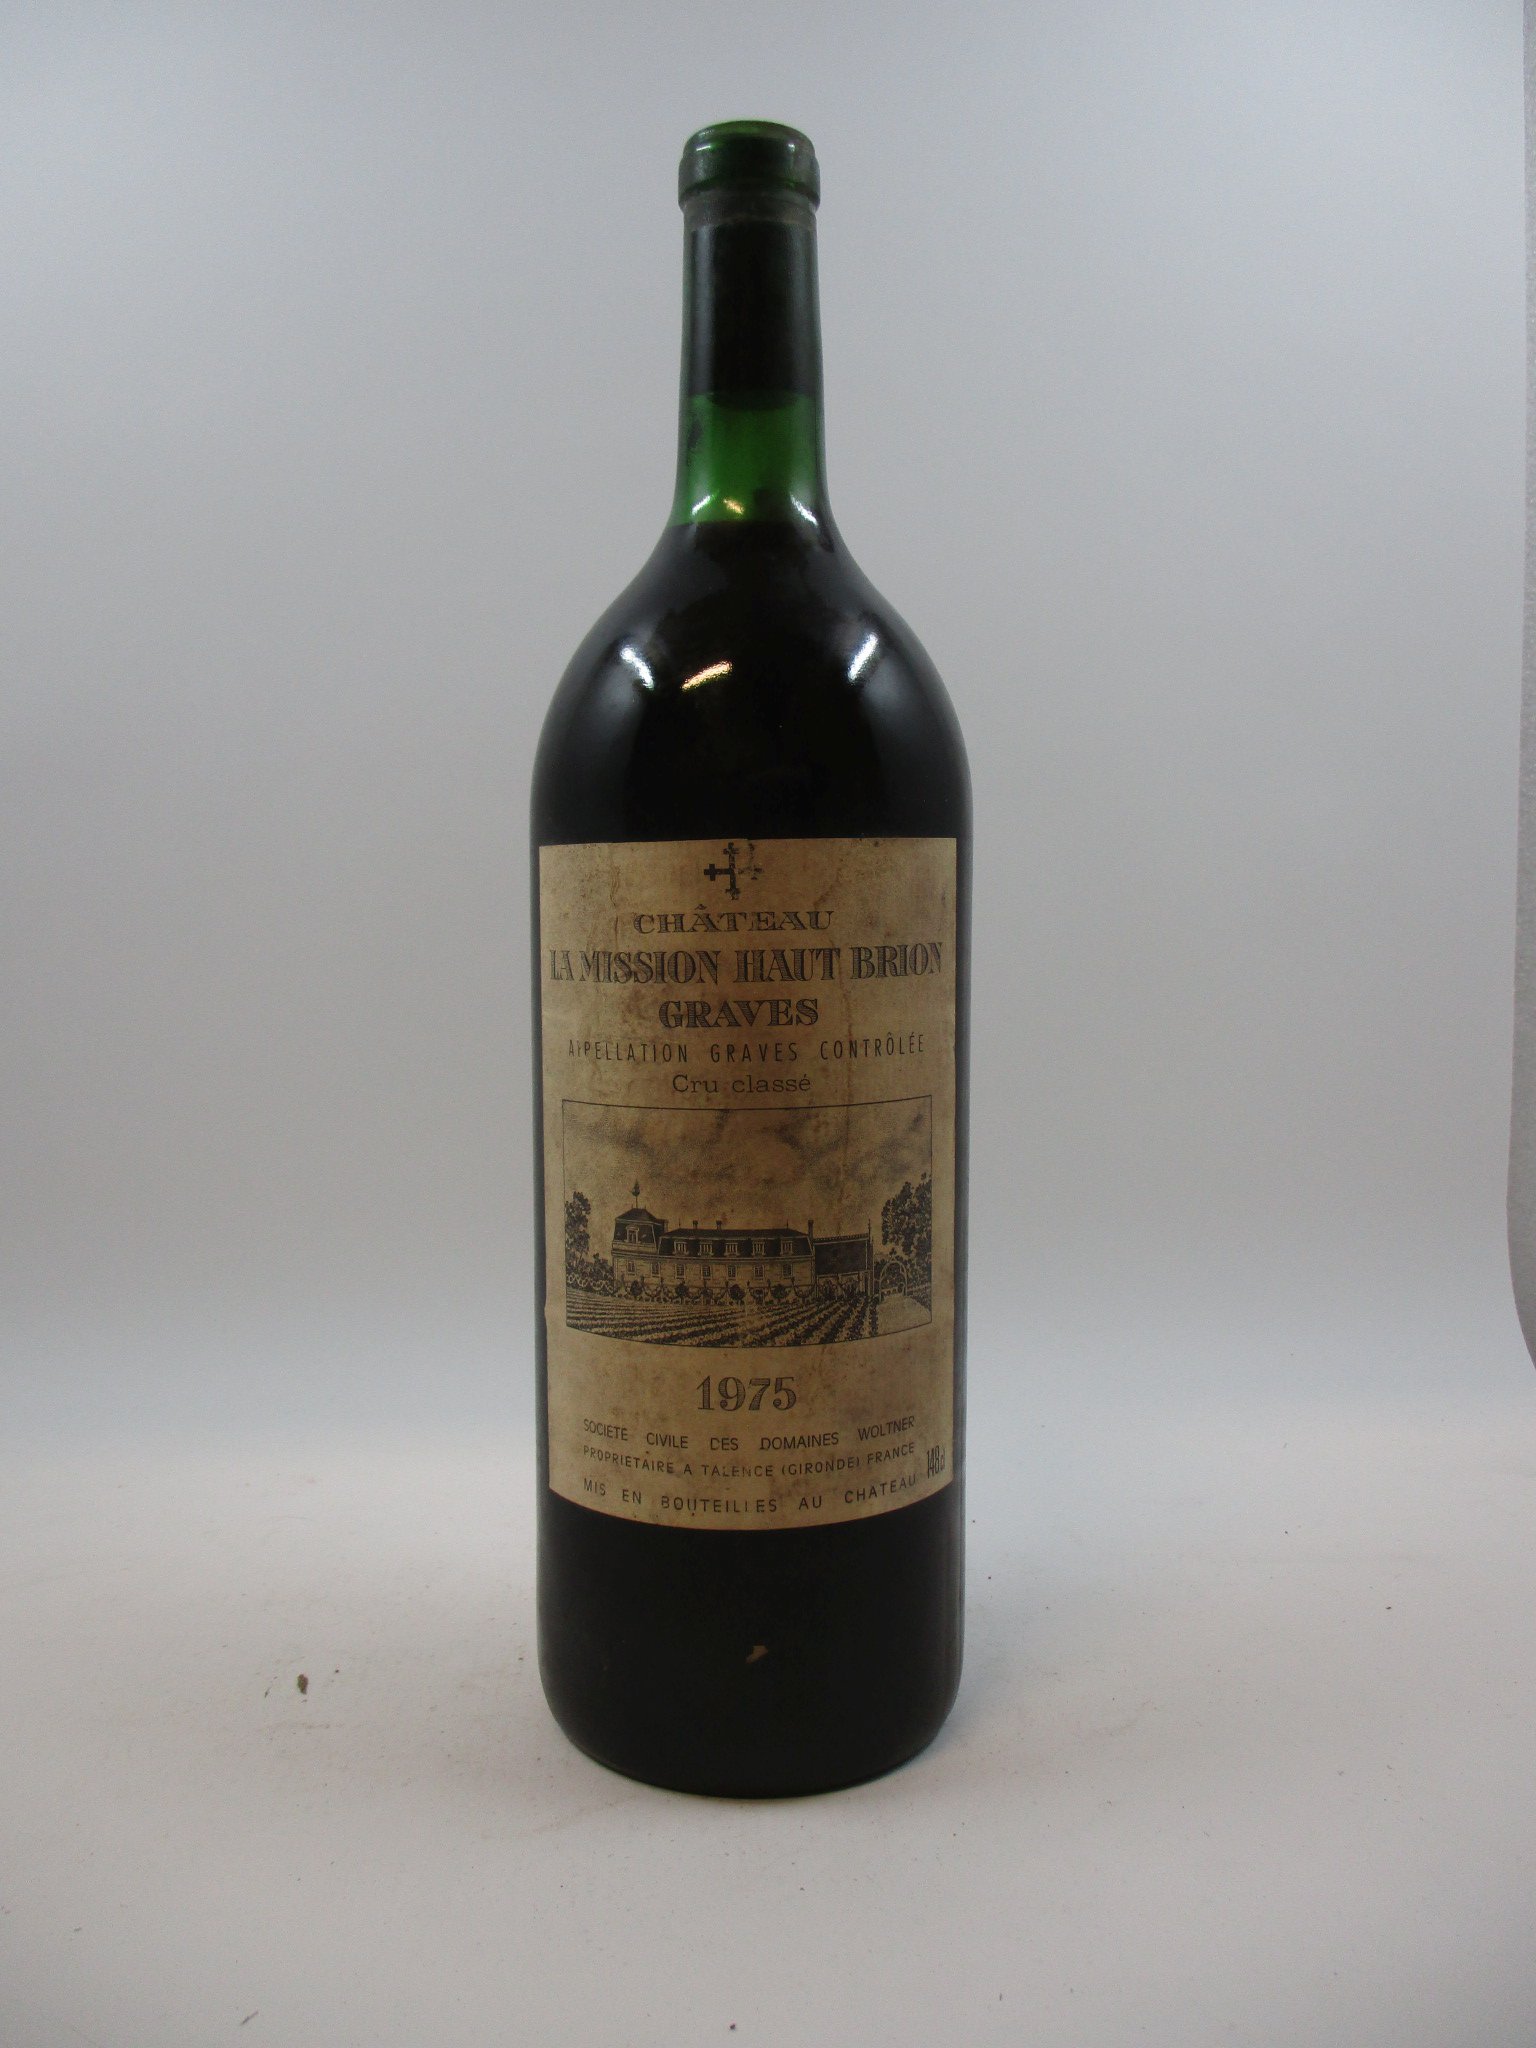 CHÂTEAU
LA MISSION HAUT BRION
GRAVES
APPELLATION GRAVES CONTRÔLÉE
Cru classé
1975
SOCIETE CIVILE DES DOMAINES WOLTNER
PROPRIETAIRE A TALENCE (GIRONDE) FRANCE
148 cl
MIS EN BOUTEILLES AU CHATEAU